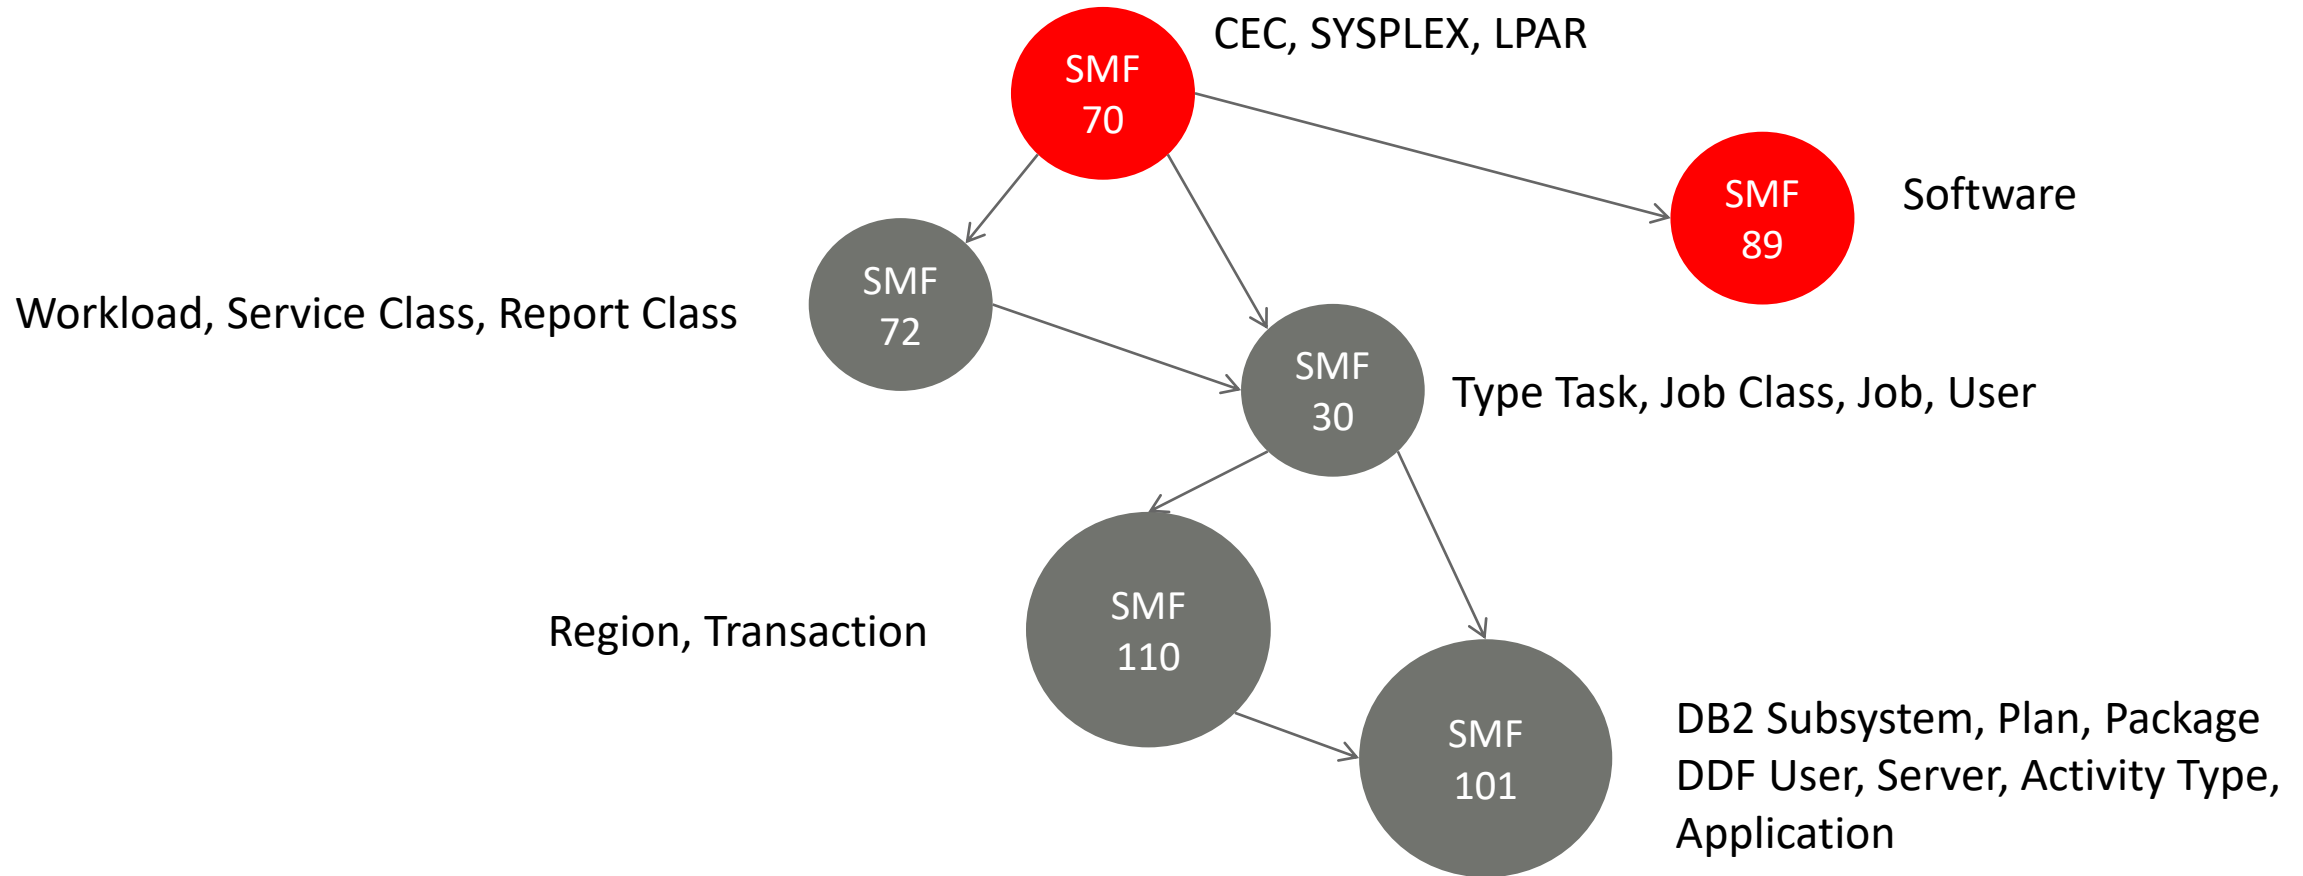 CEC, SYSPLEX, LPAR
SMF
70
SMF
89
Software
SMF
72
Workload, Service Class, Report Class
SMF
30
Type Task, Job Class, Job, User
SMF
110
Region, Transaction
SMF
101
DB2 Subsystem, Plan, Package
DDF User, Server, Activity Type,
Application